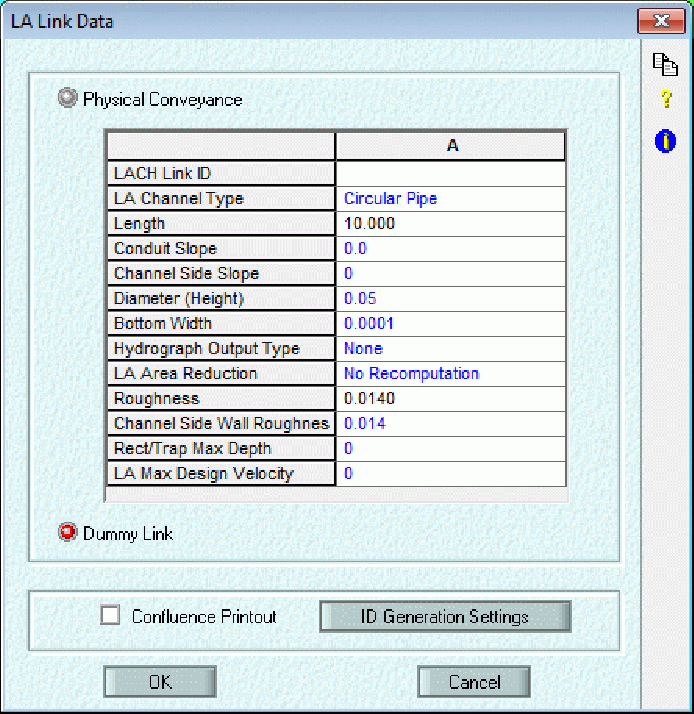 LA Link Data
Physical Conveyance
A
LACH Link ID
LA Channel Type Circular Pipe
Length 10.000
Conduit Slope 0.0
Channel Side Slope 0
Diameter (Height) 0.05
Bottom Width 0.0001
Hydrograph Output Type None
LA Area Reduction No Recomputation
Roughness 0.0140
Channel Side Wall Roughnes 0.014
Rect/Trap Max Depth 0
LA Max Design Velocity 0
Dummy Link
Confluence Printout ID Generation Settings
OK Cancel